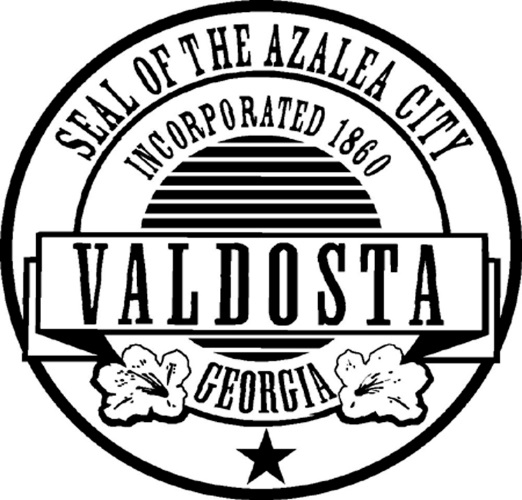 SEAL OF THE AZALEA CITY
INCORPORATED 1860
VALDOSTA
GEORGIA